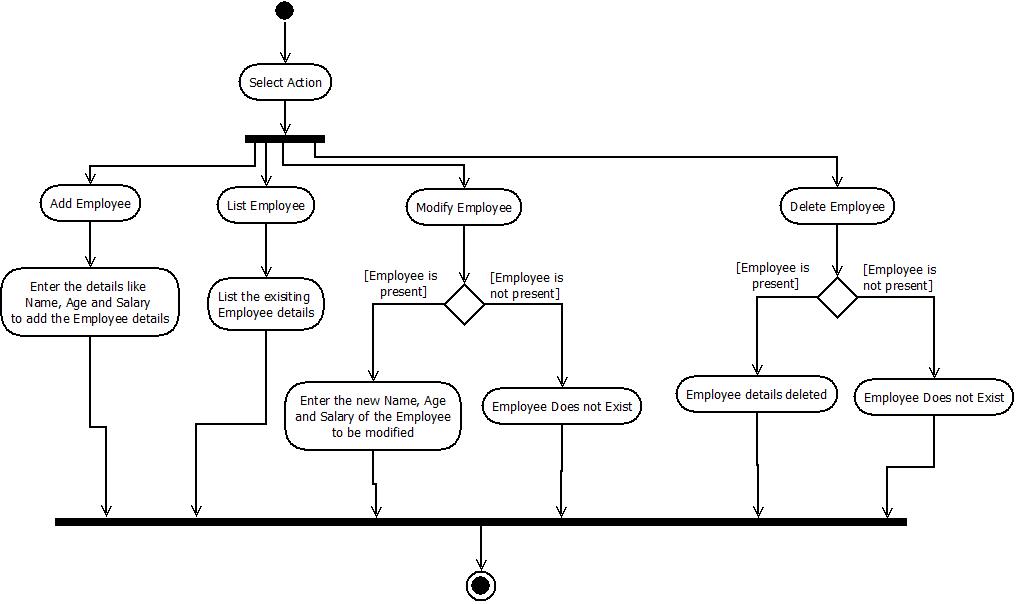 Select Action
Add Employee
List Employee
Modify Employee
Delete Employee
Enter the details like
Name, Age and Salary
to add the Employee details
List the exisiting
Employee details
[Employee is
present]
[Employee is
not present]
[Employee is
present]
[Employee is
not present]
Enter the new Name, Age
and Salary of the Employee
to be modified
Employee Does not Exist
Employee details deleted
Employee Does not Exist